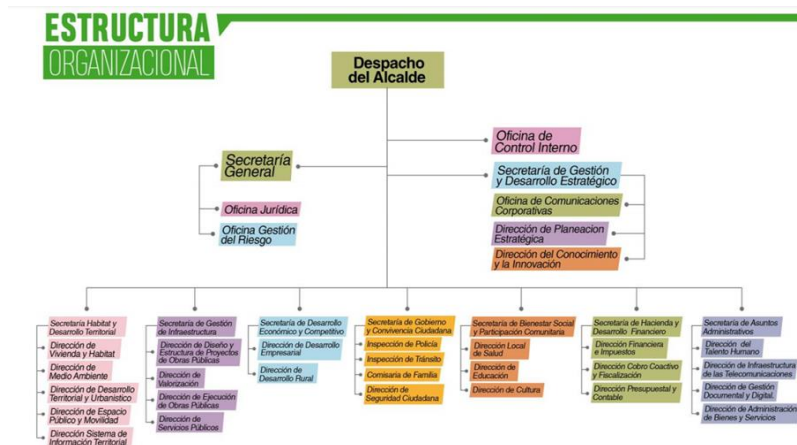 ESTRUCTURA
ORGANIZACIONAL
Despacho
del Alcalde
Oficina de
Control Interno
Secretaría
General
Secretaría de Gestión
y Desarrollo Estratégico
Oficina Jurídica
Oficina Gestión
del Riesgo
Oficina de Comunicaciones
Corporativas
Dirección de Planeacion
Estratégica
Dirección del Conocimiento
y la Innovación
Secretaría Habitat y
Desarrollo Territorial
Dirección de
Vivienda y Habitat
Dirección de
Medio Ambiente
Dirección de Desarrollo
Territorial y Urbanistico
Dirección de Espacio
Público y Movilidad
Dirección Sistema de
Información Territorial
Secretaría de Gestión
de Infraestructura
Dirección de Diseño y
Estructura de Proyectos
de Obras Públicas
Dirección de
Valorización
Dirección de Ejecución
de Obras Públicas
Dirección de
Servicios Públicos
Secretaría de Desarrollo
Económico y Competitivo
Dirección de Desarrollo
Empresarial
Dirección de
Desarrollo Rural
Secretaría de Gobierno
y Convivencia Ciudadana
Inspección de Policía
Inspección de Tránsito
Comisaria de Familia
Dirección de
Seguridad Ciudadana
Secretaría de Bienestar Social
y Participación Comunitaria
Dirección Local
de Salud
Dirección de
Educación
Dirección de Cultura
Secretaría de Hacienda y
Desarrollo Financiero
Dirección Financiera
e Impuestos
Dirección Cobro Coactivo
y Fiscalización
Dirección Presupuestal y
Contable
Secretaría de Asuntos
Administrativos
Dirección del
Talento Humano
Dirección de Infraestructura
de las Telecomunicaciones
Dirección de Gestión
Documental y Digital.
Dirección de Administración
de Bienes y Servicios